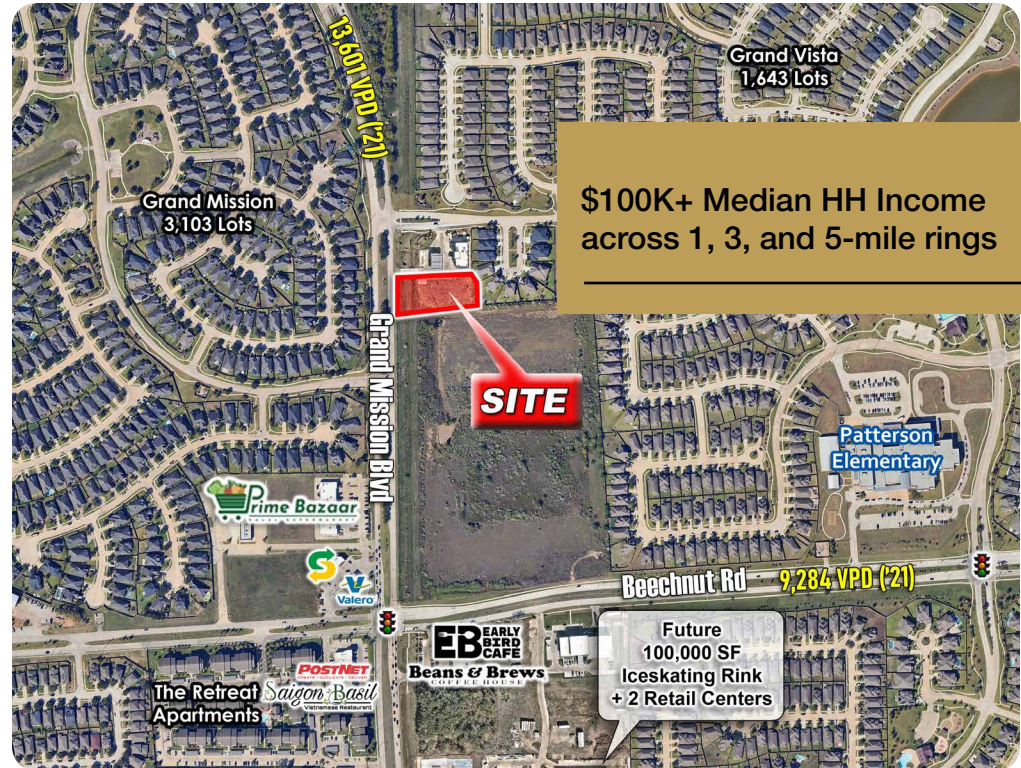 13,601 VPD ('21)
Grand Vista
1,643 Lots
$100K+ Median HH Income
across 1, 3, and 5-mile rings
Grand Mission
3,103 Lots
Grand Mission Blvd
SITE
Patterson
Elementary
Prime Bazaar
Valero
Beechnut Rd 9,284 VPD ('21)
EB EARLY
BIRD
CAFE
Beans & Brews
COFFEE HOUSE
Future
100,000 SF
Iceskating Rink
+ 2 Retail Centers
POSTNET
The Retreat
Apartments
Saigon Basil
Vietnamese Restaurant